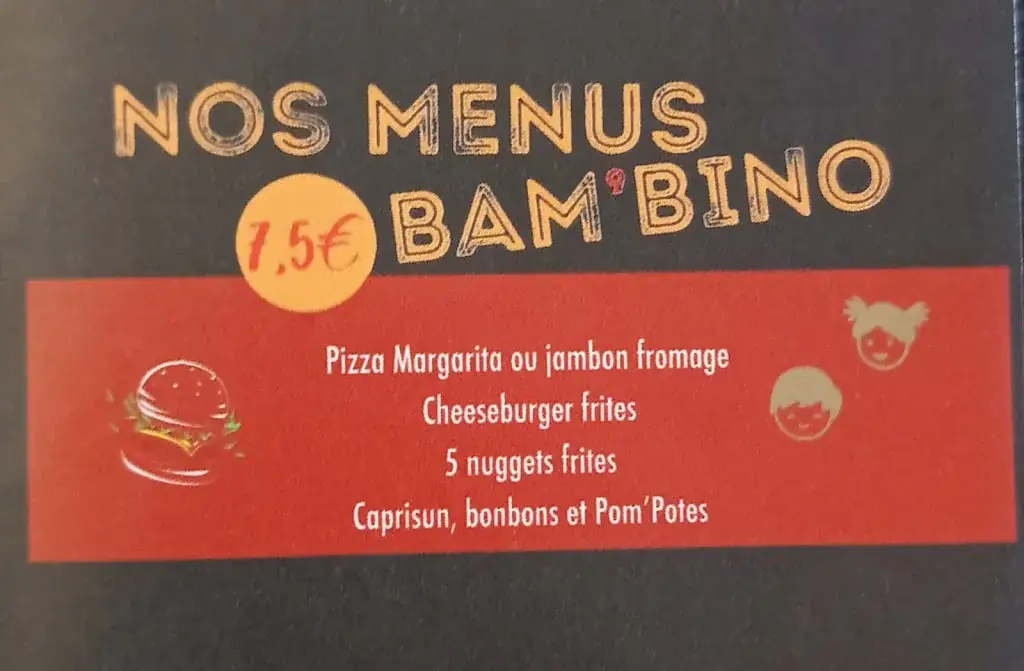 NOS MENUS
BAM'BINO
7,5€
Pizza Margarita ou jambon fromage
Cheeseburger frites
5 nuggets frites
Caprisun, bonbons et Pom'Potes